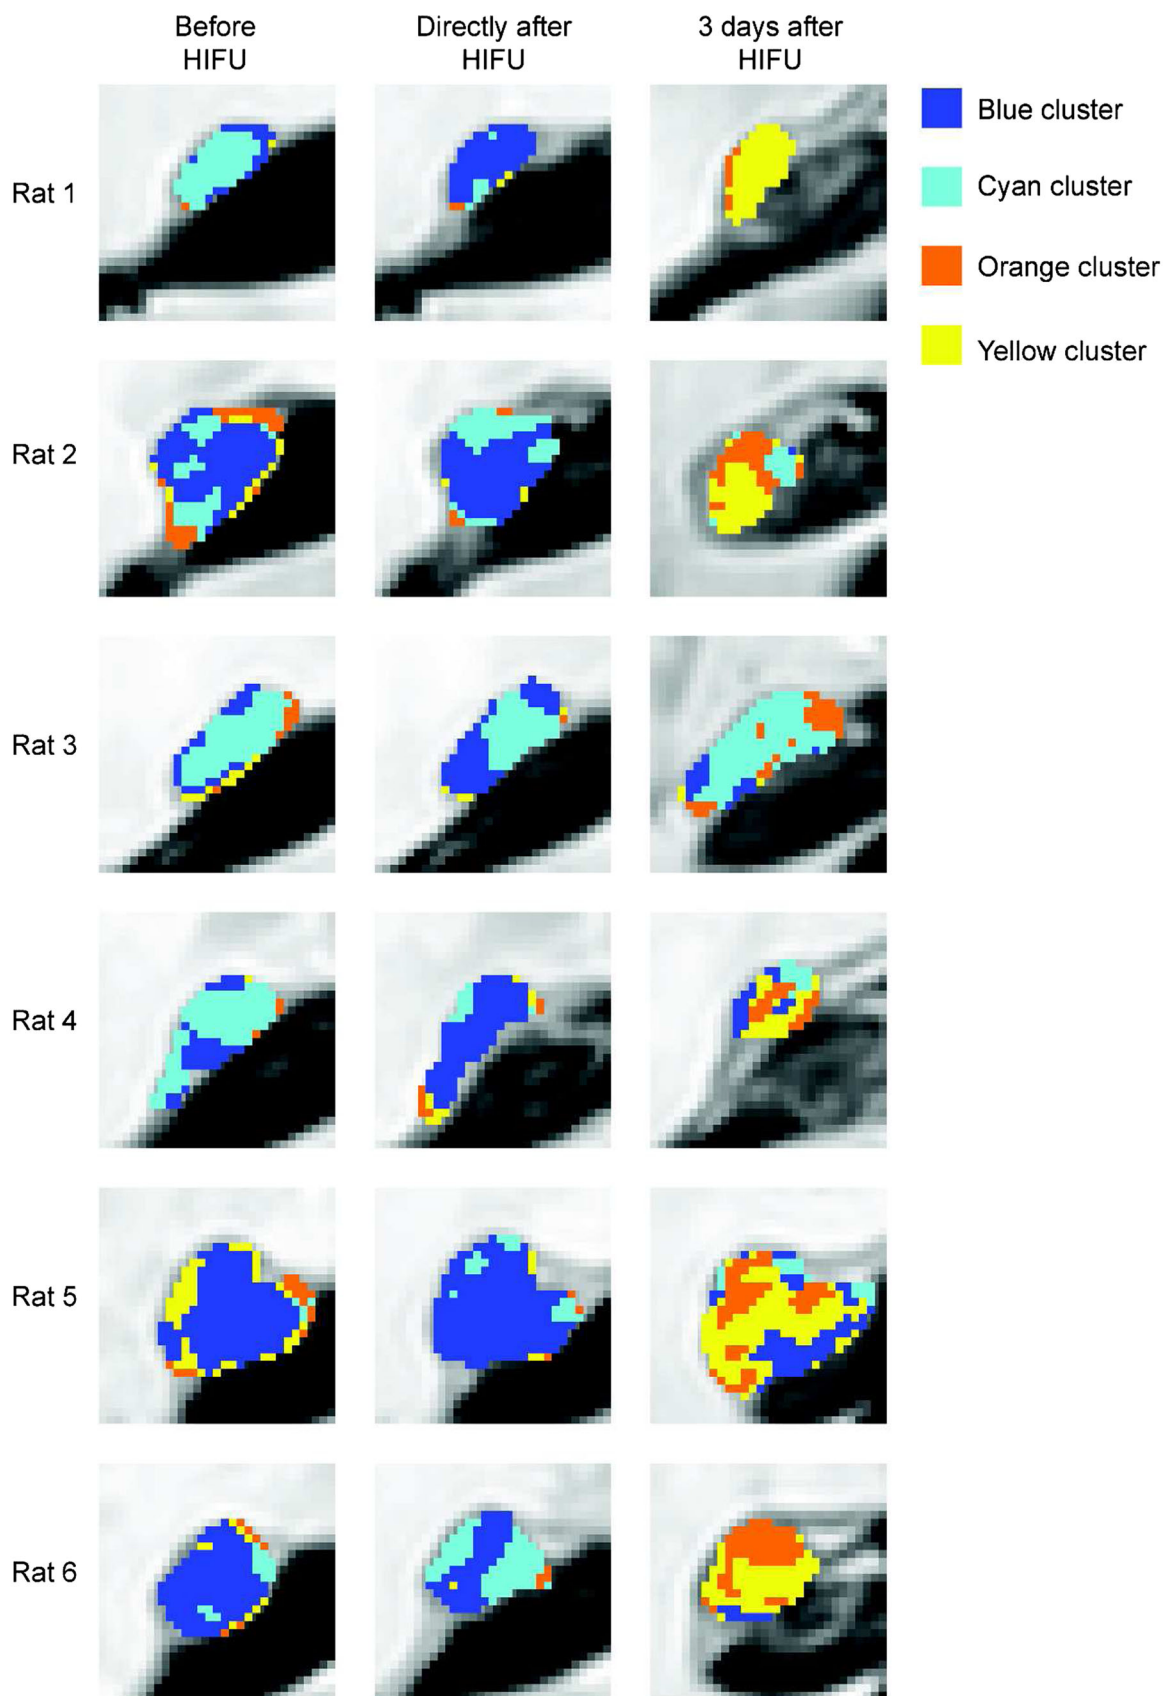 Before
HIFU
Directly after
HIFU
3 days after
HIFU
Blue cluster
Cyan cluster
Orange cluster
Yellow cluster
Rat 1
Rat 2
Rat 3
Rat 4
Rat 5
Rat 6